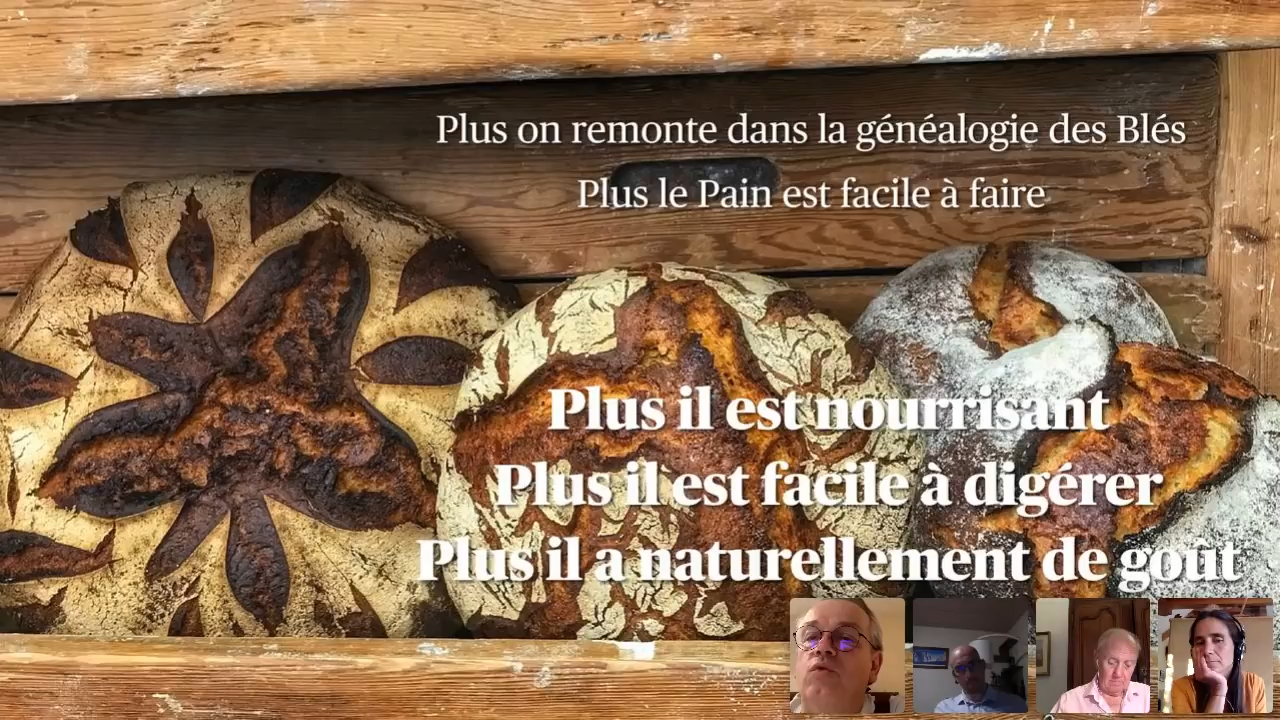 Plus on remonte dans la généalogie des Blés
Plus le Pain est facile à faire
Plus il est nourrisant
Plus il est facile à digérer
Plus il a naturellement de goût